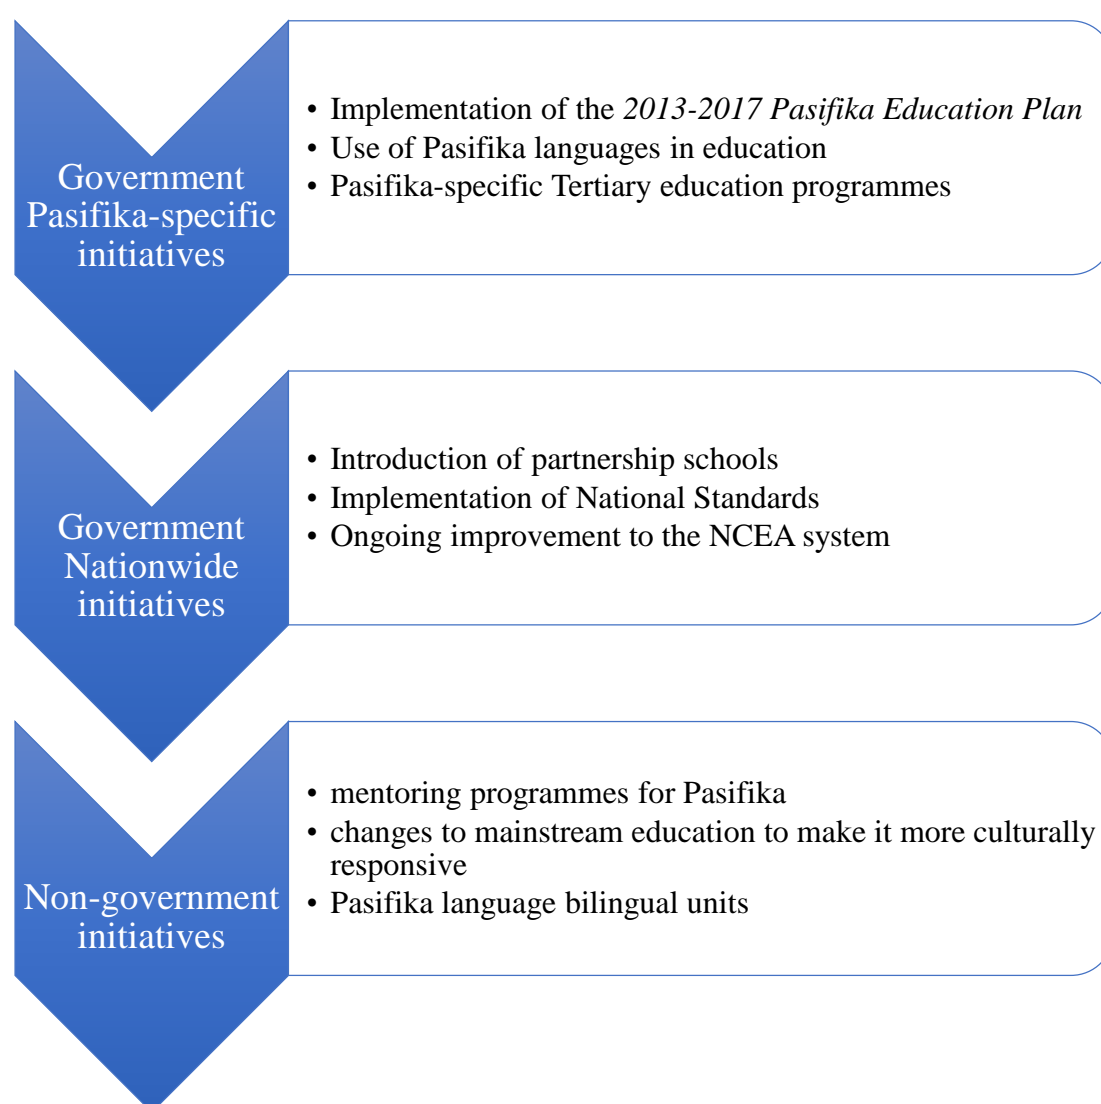 Government
Pasifika-specific
initiatives
• Implementation of the 2013-2017 Pasifika Education Plan
• Use of Pasifika languages in education
• Pasifika-specific Tertiary education programmes
Government
Nationwide
initiatives
• Introduction of partnership schools
• Implementation of National Standards
• Ongoing improvement to the NCEA system
Non-government
initiatives
• mentoring programmes for Pasifika
• changes to mainstream education to make it more culturally
responsive
• Pasifika language bilingual units